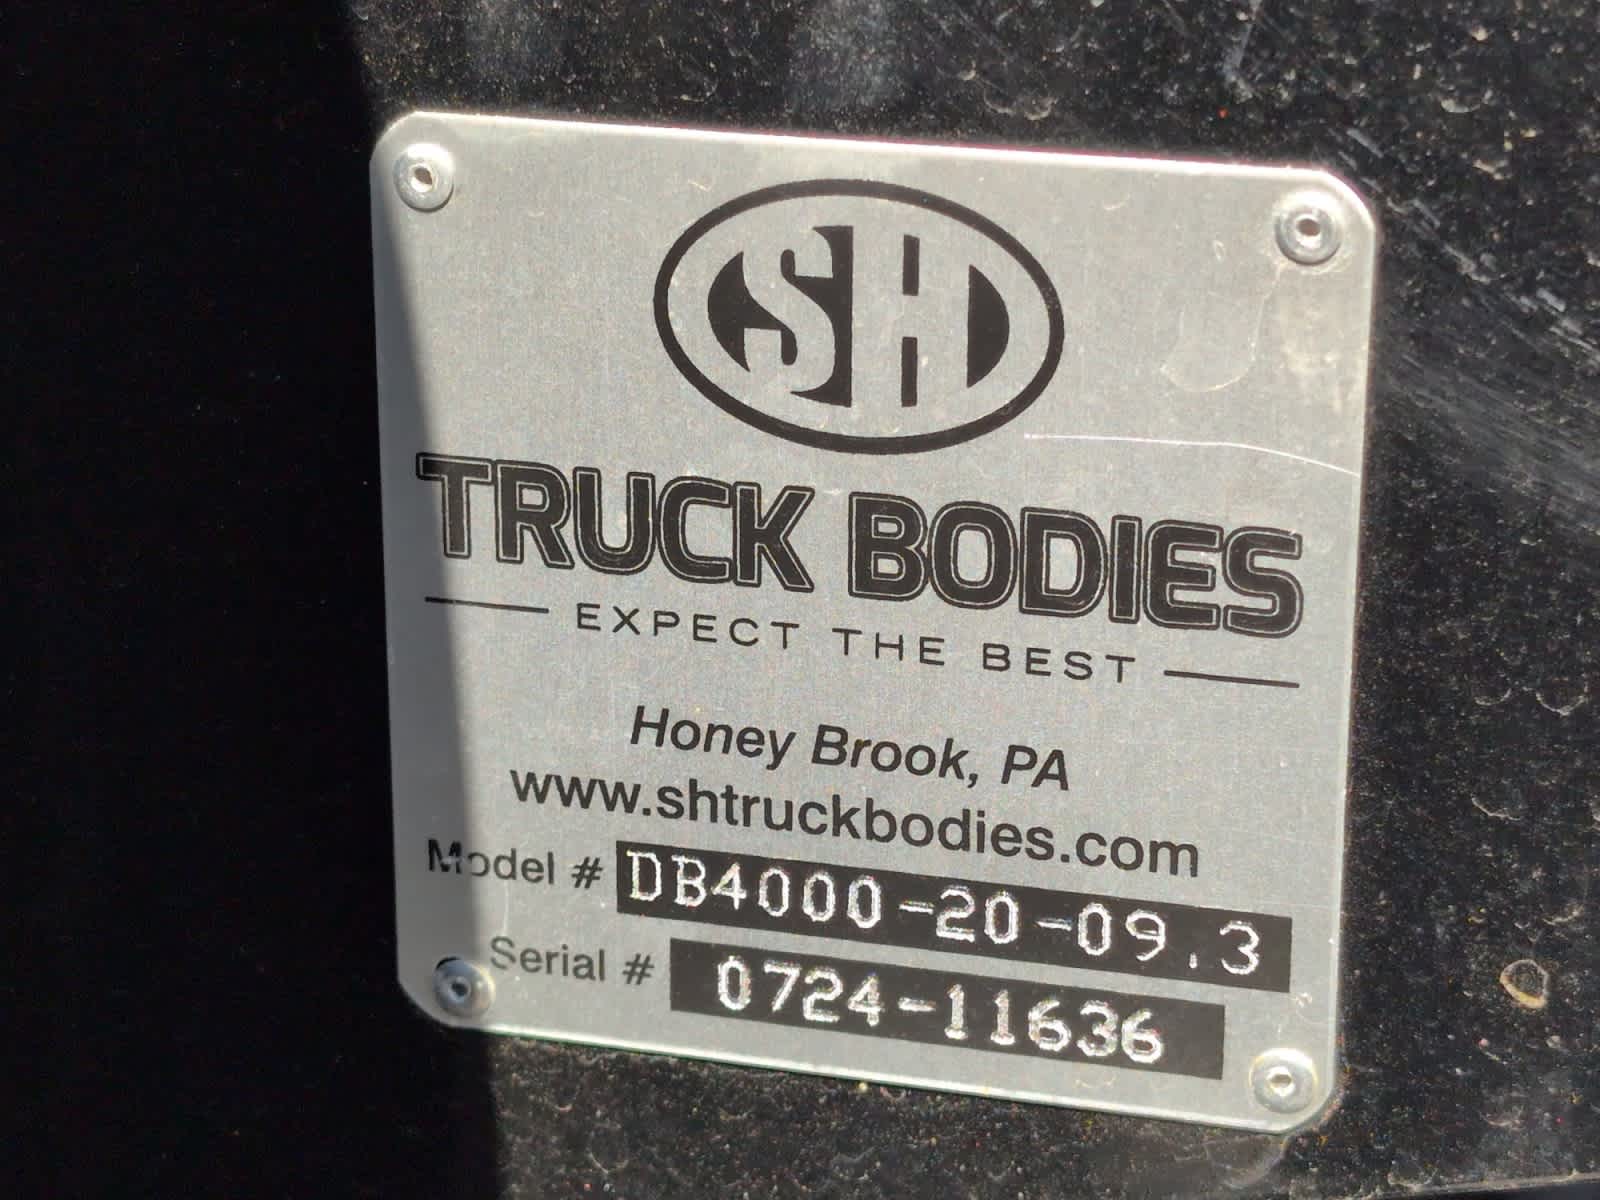 SH
TRUCK BODIES
EXPECT THE BEST
Honey Brook, PA
www.shtruckbodies.com
Model # DB4000-20-09.3
Serial # 0724-11636